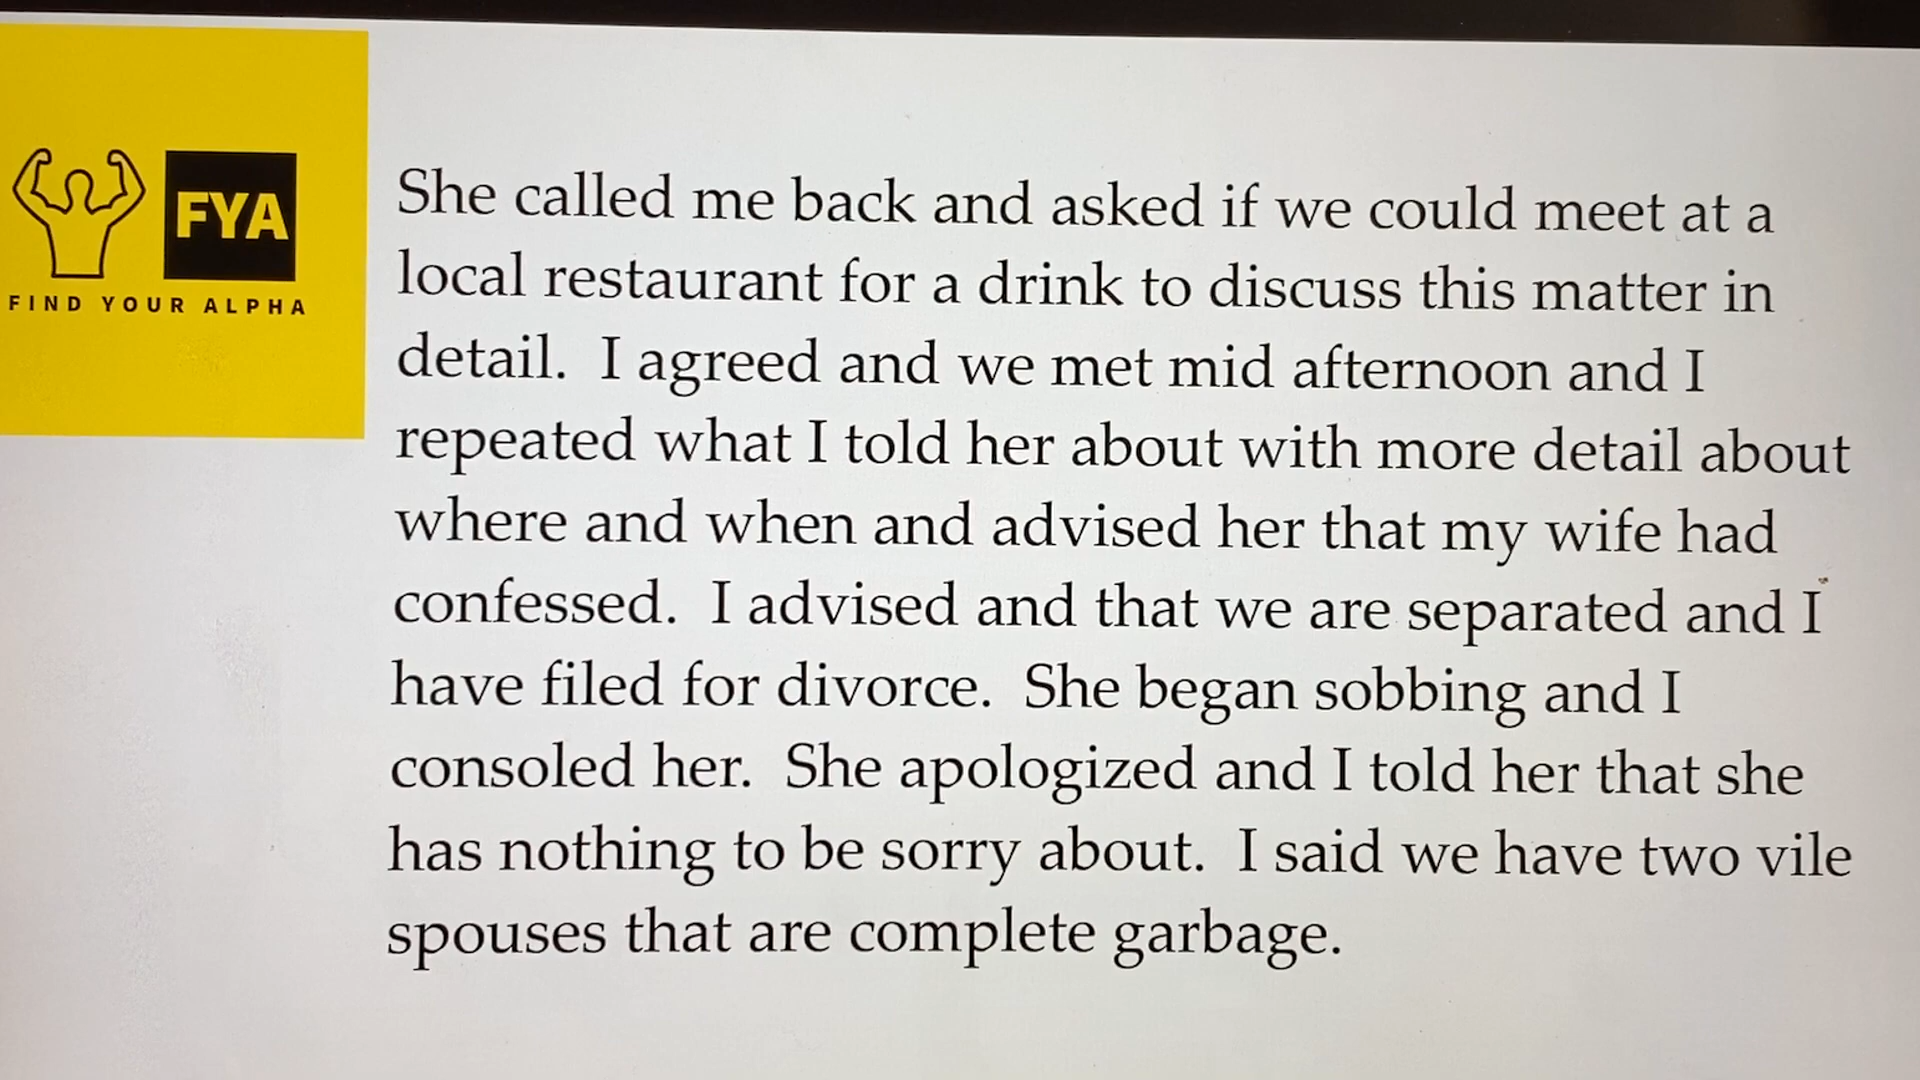 FYA
FIND YOUR ALPHA
She called me back and asked if we could meet at a
local restaurant for a drink to discuss this matter in
detail.  I agreed and we met mid afternoon and I
repeated what I told her about with more detail about
where and when and advised her that my wife had
confessed.  I advised and that we are separated and I
have filed for divorce.  She began sobbing and I
consoled her.  She apologized and I told her that she
has nothing to be sorry about.  I said we have two vile
spouses that are complete garbage.